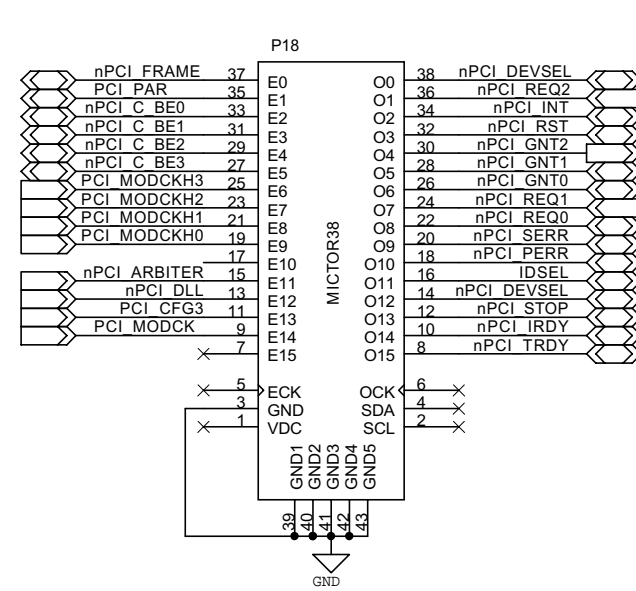 P18
nPCI_FRAME 37 E0 O0 38 nPCI_DEVSEL
PCI_PAR 35 E1 O1 36 nPCI_REQ2
nPCI_C_BE0 33 E2 O2 34 nPCI_INT
nPCI_C_BE1 31 E3 O3 32 nPCI_RST
nPCI_C_BE2 29 E4 O4 30 nPCI_GNT2
nPCI_C_BE3 27 E5 O5 28 nPCI_GNT1
PCI_MODCKH3 25 E6 O6 26 nPCI_GNT0
PCI_MODCKH2 23 E7 O7 24 nPCI_REQ1
PCI_MODCKH1 21 E8 O8 22 nPCI_REQ0
PCI_MODCKH0 19 E9 O9 20 nPCI_SERR
17 E10 O10 18 nPCI_PERR
nPCI_ARBITER 15 E11 O11 16 IDSEL
nPCI_DLL 13 E12 O12 14 nPCI_DEVSEL
PCI_CFG3 11 E13 O13 12 nPCI_STOP
PCI_MODCK 9 E14 O14 10 nPCI_IRDY
7 E15 O15 8 nPCI_TRDY
MICTOR38
5 ECK OCK 6
3 GND SDA 4
1 VDC SCL 2
GND1 GND2 GND3 GND4 GND5
39 40 41 42 43
GND